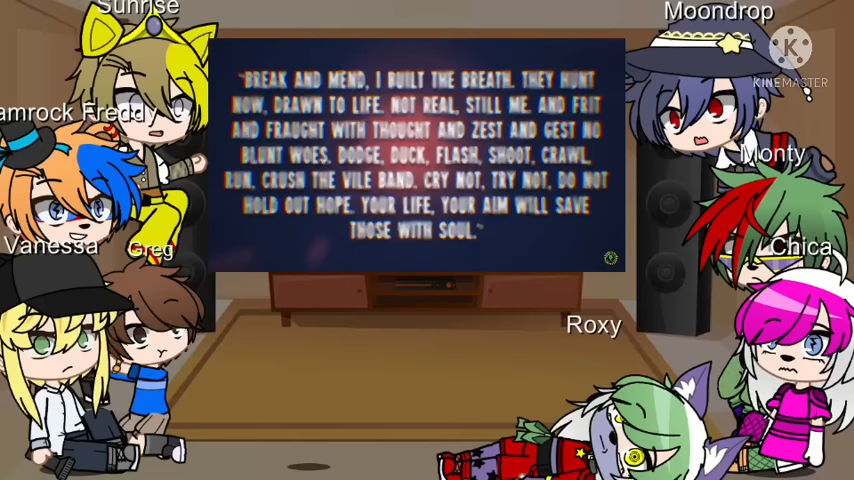 Sunrise
Moondrop
K
KINEMASTER
"BREAK AND MEND, I BUILT THE BREATH. THEY HUNT
NOW, DRAWN TO LIFE. NOT REAL, STILL ME. AND FRIT
AND FRAUGHT WITH THOUGHT AND ZEST AND GEST NO
BLUNT WOES. DODGE, DUCK, FLASH, SHOOT, CRAWL,
RUN, CRUSH THE VILE BAND. CRY NOT, TRY NOT, DO NOT
HOLD OUT HOPE. YOUR LIFE, YOUR AIM WILL SAVE
THOSE WITH SOUL."
amrock Freddy
Monty
Vanessa
Greg
Chica
Roxy